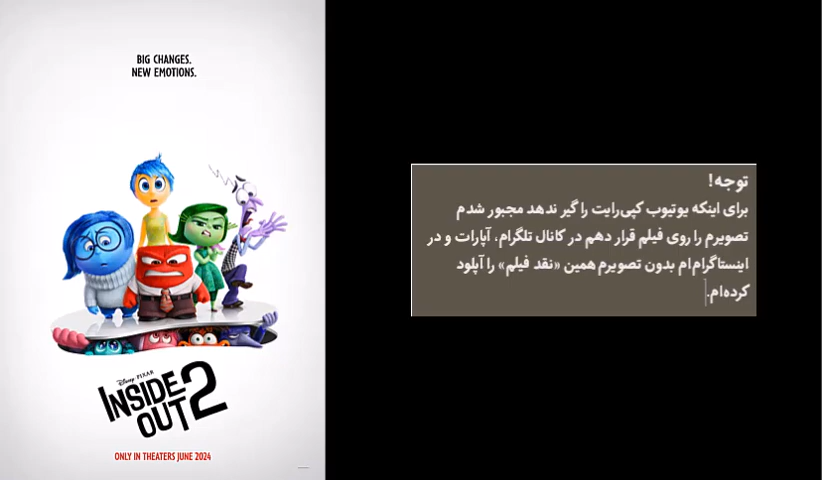 BIG CHANGES.
NEW EMOTIONS.
Disney PIXAR
INSIDE
OUT 2
ONLY IN THEATERS JUNE 2024
توجه!
برای اینکه یوتیوب کپی‌رایت را گیر ندهد مجبور شدم
تصویرم را روی فیلم قرار دهم در کانال تلگرام، آپارات و در
اینستاگرام‌ام بدون تصویرم همین «نقد فیلم» را آپلود
کرده‌ام.